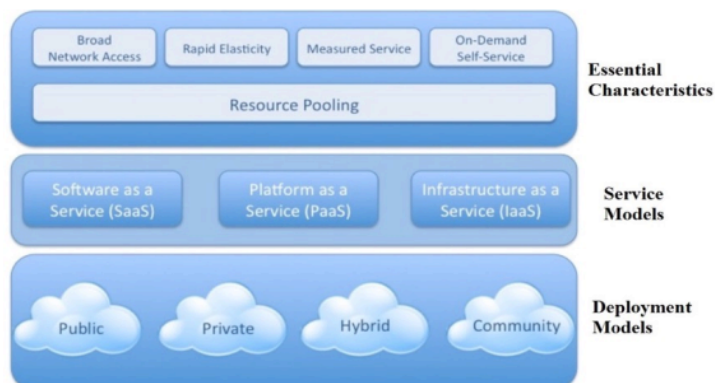 Broad
Network Access
Rapid Elasticity
Measured Service
On-Demand
Self-Service
Resource Pooling
Essential
Characteristics
Software as a
Service (SaaS)
Platform as a
Service (PaaS)
Infrastructure as a
Service (IaaS)
Service
Models
Public
Private
Hybrid
Community
Deployment
Models